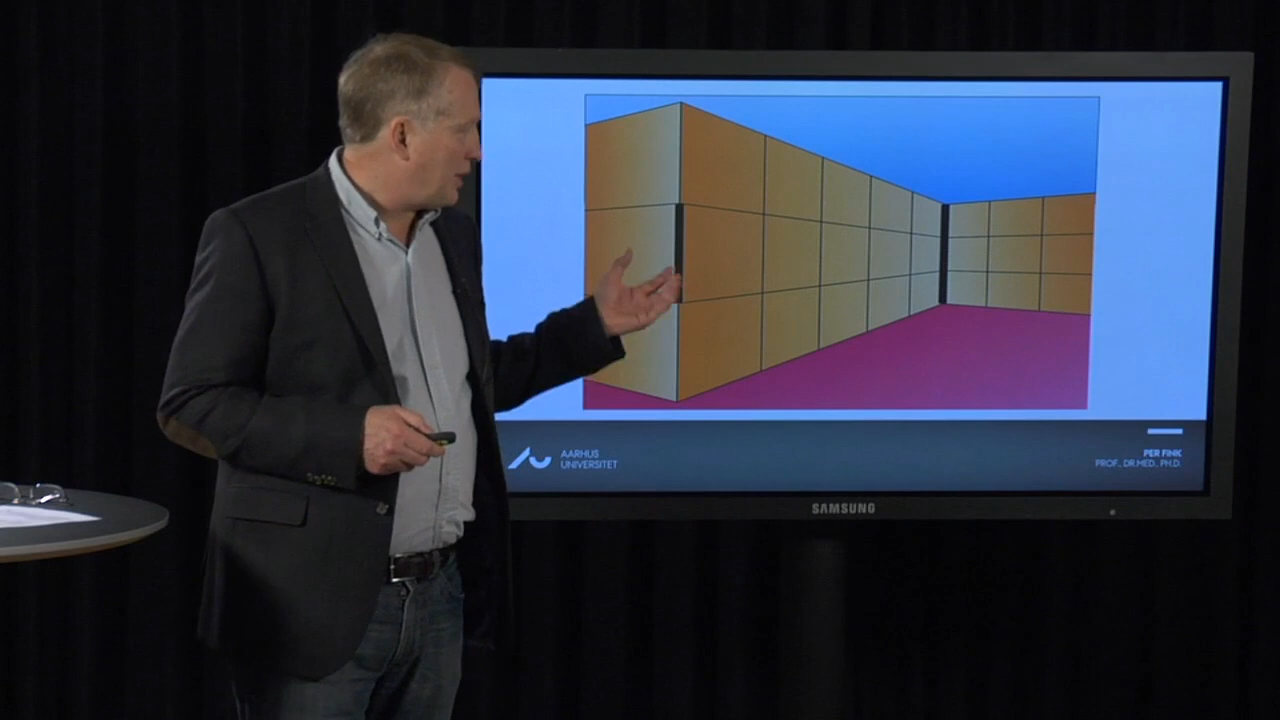 AARHUS
UNIVERSITET
PER FINK
PROF., DR.MED., PH.D.
SAMSUNG